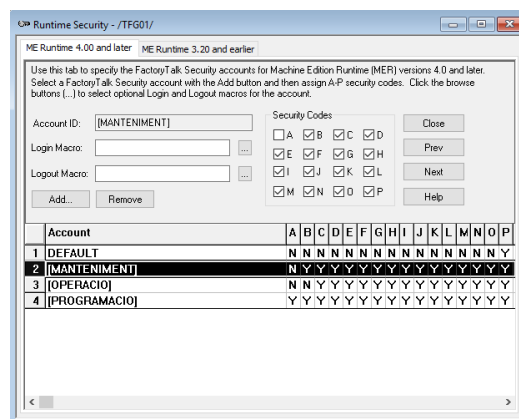 Runtime Security - /TFG01/
ME Runtime 4.00 and later ME Runtime 3.20 and earlier
Use this tab to specify the FactoryTalk Security accounts for Machine Edition Runtime (MER) versions 4.0 and later.
Select a FactoryTalk Security account with the Add button and then assign A-P security codes. Click the browse
buttons (...) to select optional Login and Logout macros for the account.
Account ID: [MANTENIMENT]
Login Macro: ...
Logout Macro: ...
Add... Remove
Security Codes
A B C D
E F G H
I J K L
M N O P
Close
Prev
Next
Help
Account A B C D E F G H I J K L M N O P
1 DEFAULT N N N N N N N N N N N N N N N Y
2 [MANTENIMENT] N Y Y Y Y Y Y Y Y Y Y Y Y Y Y Y
3 [OPERACIO] N N Y Y Y Y Y Y Y Y Y Y Y Y Y Y
4 [PROGRAMACIO] Y Y Y Y Y Y Y Y Y Y Y Y Y Y Y Y